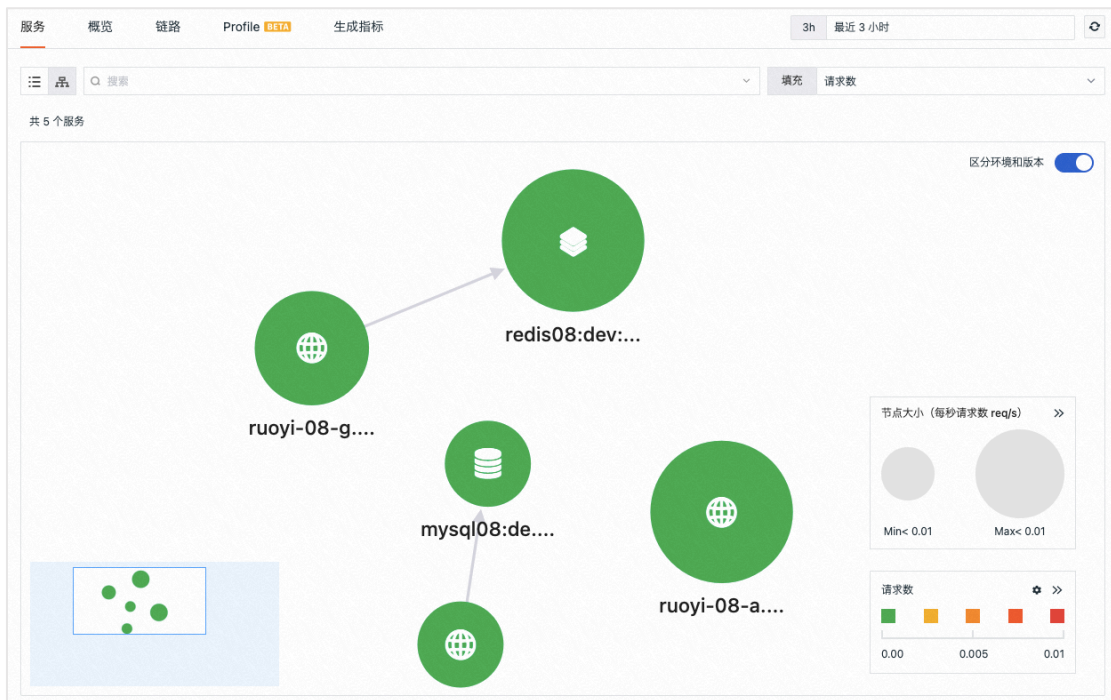 服务 概览 链路 Profile BETA 生成指标 3h 最近 3 小时
搜索 填充 请求数
共 5 个服务
区分环境和版本
redis08:dev:...
ruoyi-08-g....
mysql08:de....
ruoyi-08-a....
节点大小（每秒请求数 req/s）
Min< 0.01 Max< 0.01
请求数
0.00 0.005 0.01